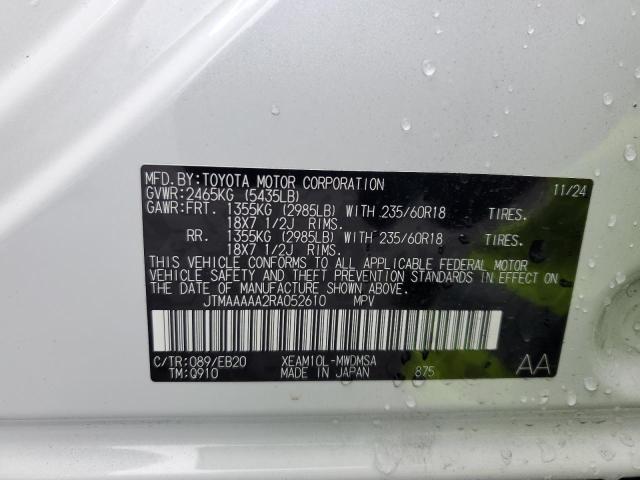 MFD.BY:TOYOTA MOTOR CORPORATION 11/24
GVWR:2465KG (5435LB)
GAWR:FRT. 1355KG (2985LB) WITH 235/60R18 TIRES.
18X7 1/2J RIMS.
RR. 1355KG (2985LB) WITH 235/60R18 TIRES.
18X7 1/2J RIMS.
THIS VEHICLE CONFORMS TO ALL APPLICABLE FEDERAL MOTOR
VEHICLE SAFETY AND THEFT PREVENTION STANDARDS IN EFFECT ON
THE DATE OF MANUFACTURE SHOWN ABOVE.
JTMAAAAA2RA052610 MPV
C/TR:089/EB20 XEAM10L-MWDMSA AA
TM:Q910 MADE IN JAPAN 875